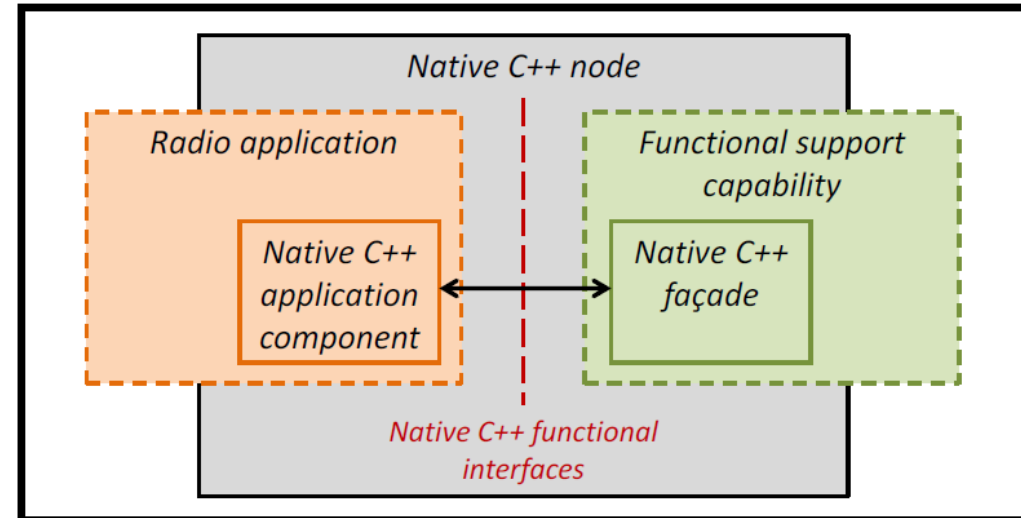 Native C++ node
Radio application
Functional support
capability
Native C++
application
component
Native C++
façade
Native C++ functional
interfaces